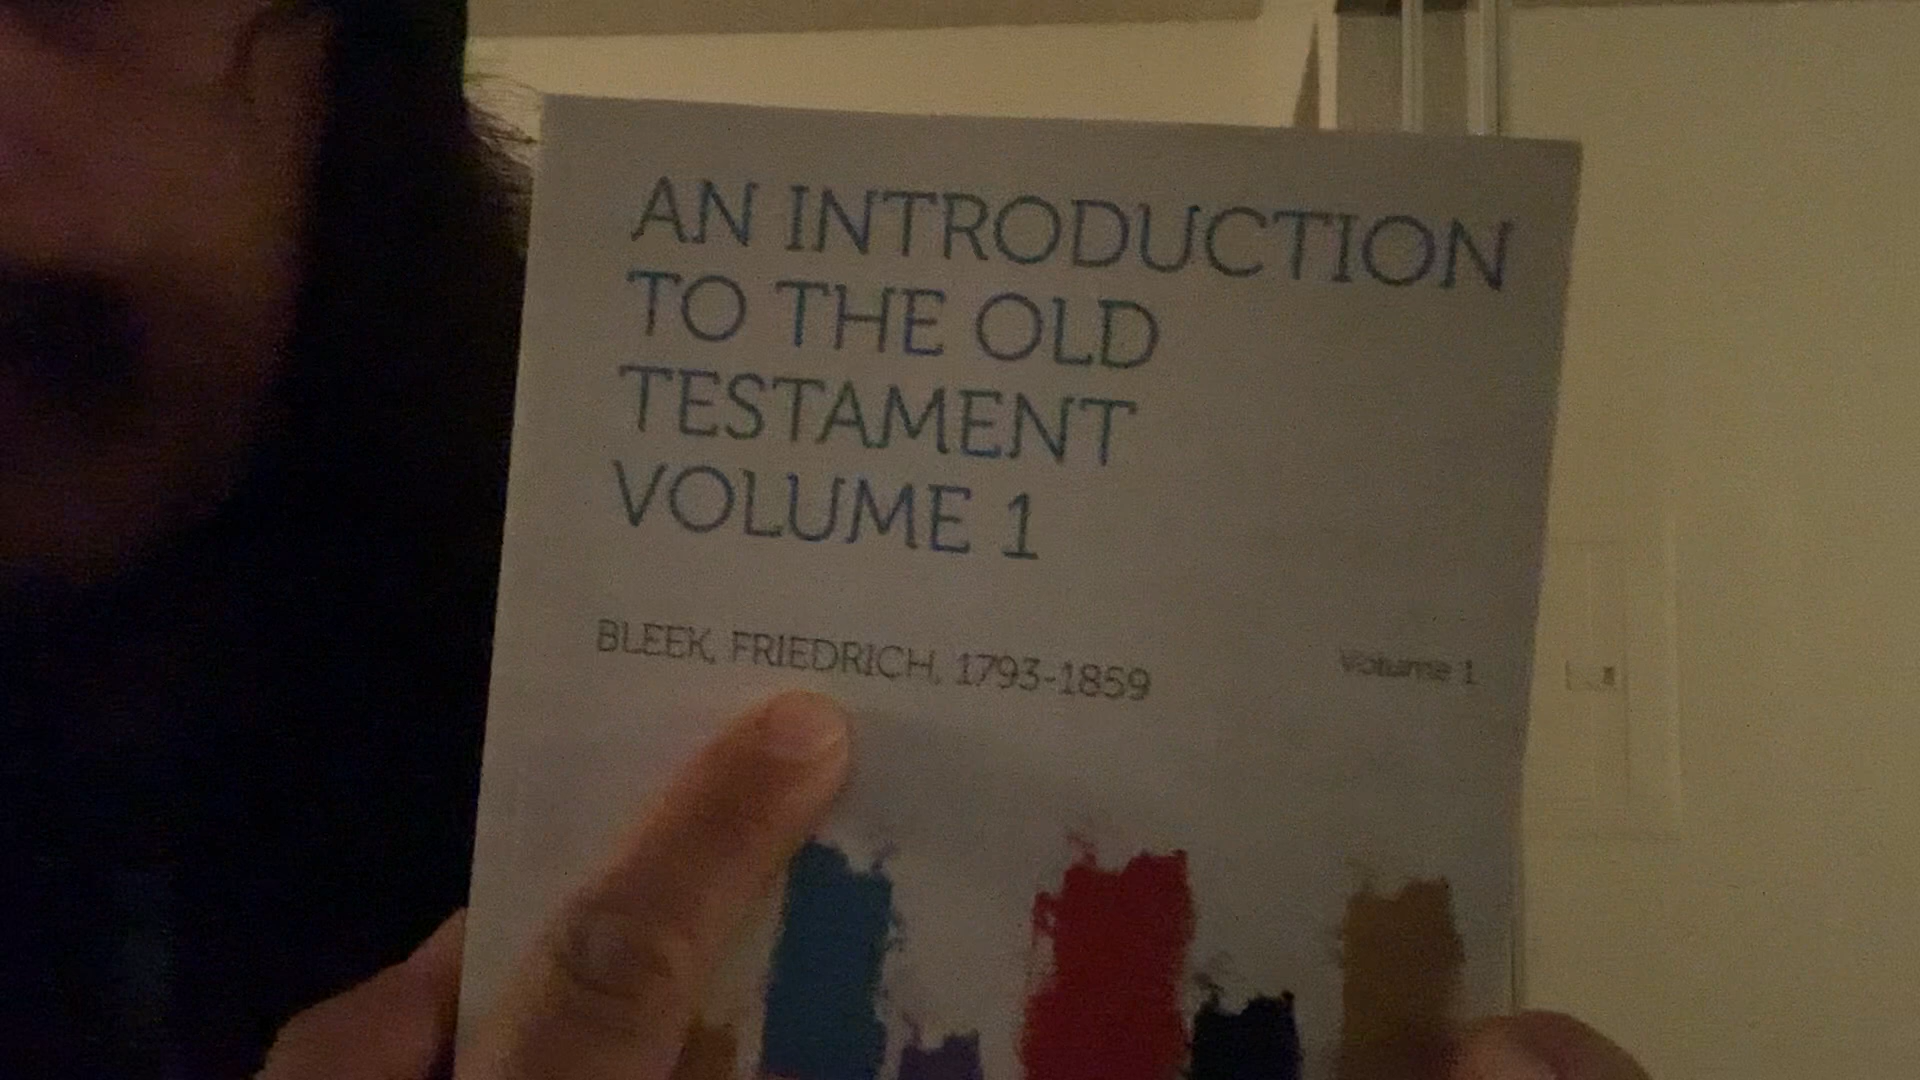 AN INTRODUCTION
TO THE OLD
TESTAMENT
VOLUME 1
BLEEK, FRIEDRICH, 1793-1859
Volume 1